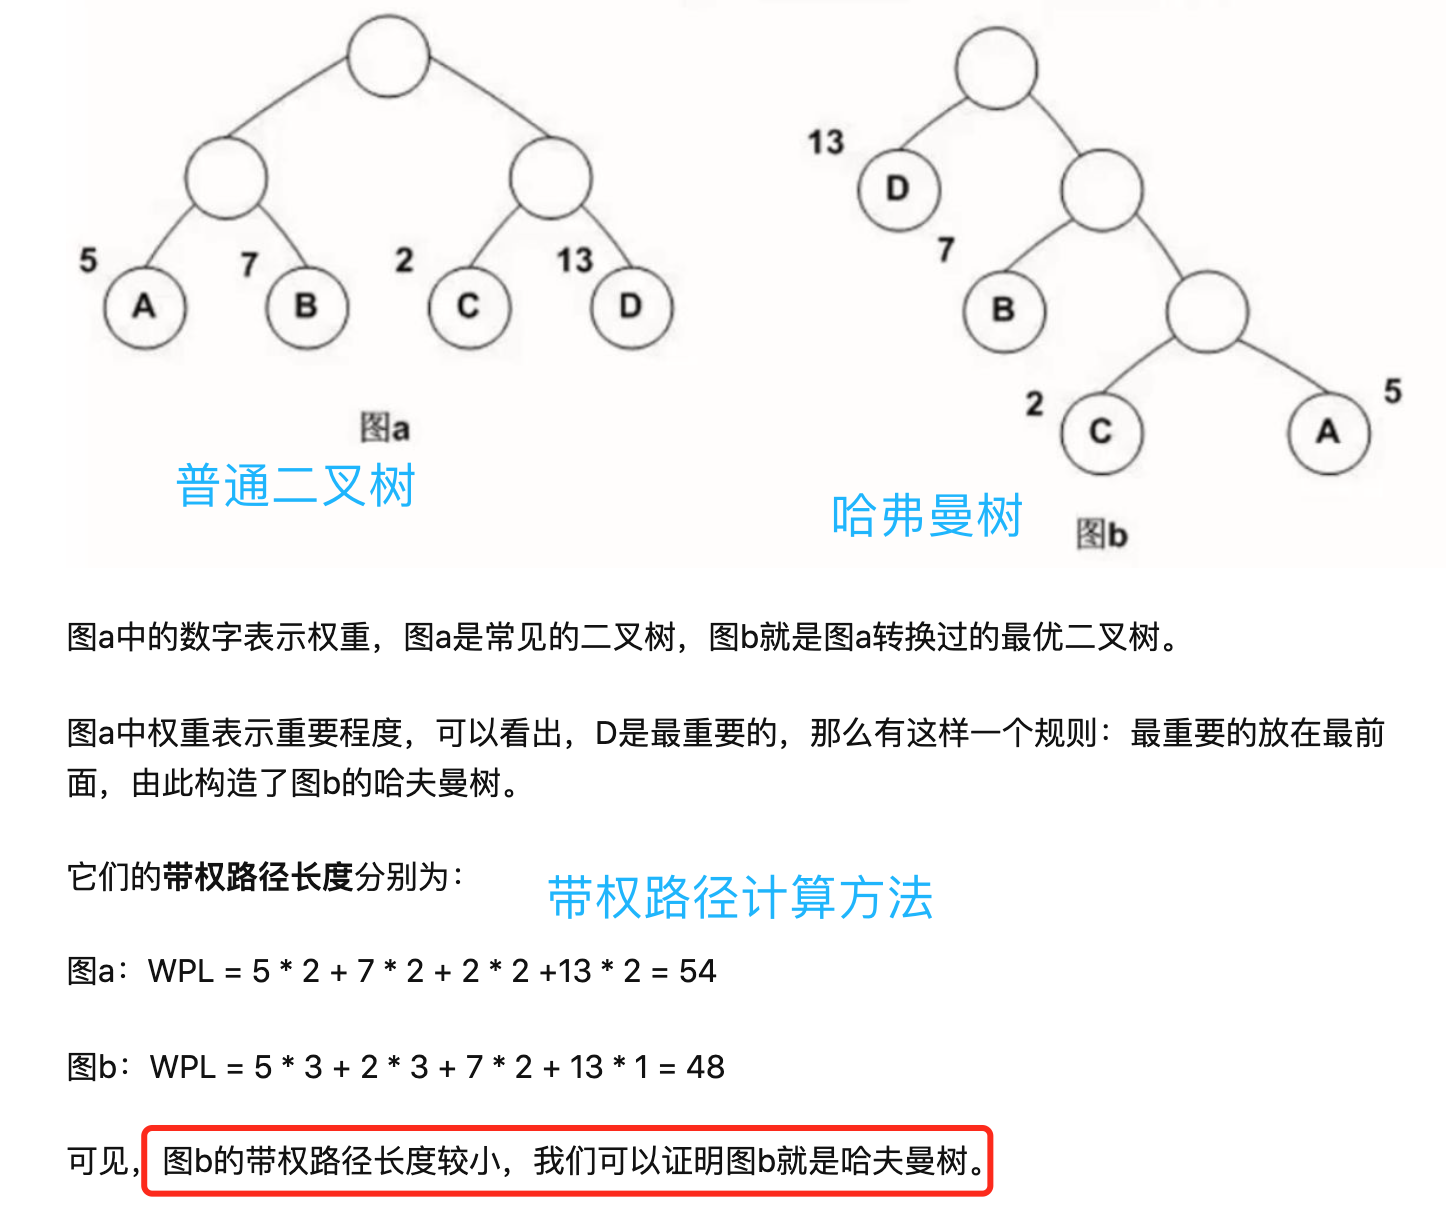 13
D
5
7
2
13
7
A
B
C
D
B
2
5
C
A
图a
普通二叉树
哈弗曼树
图b
图a中的数字表示权重，图a是常见的二叉树，图b就是图a转换过的最优二叉树。
图a中权重表示重要程度，可以看出，D是最重要的，那么有这样一个规则：最重要的放在最前
面，由此构造了图b的哈夫曼树。
它们的带权路径长度分别为：
带权路径计算方法
图a：WPL = 5 * 2 + 7 * 2 + 2 * 2 +13 * 2 = 54
图b：WPL = 5 * 3 + 2 * 3 + 7 * 2 + 13 * 1 = 48
可见，图b的带权路径长度较小，我们可以证明图b就是哈夫曼树。